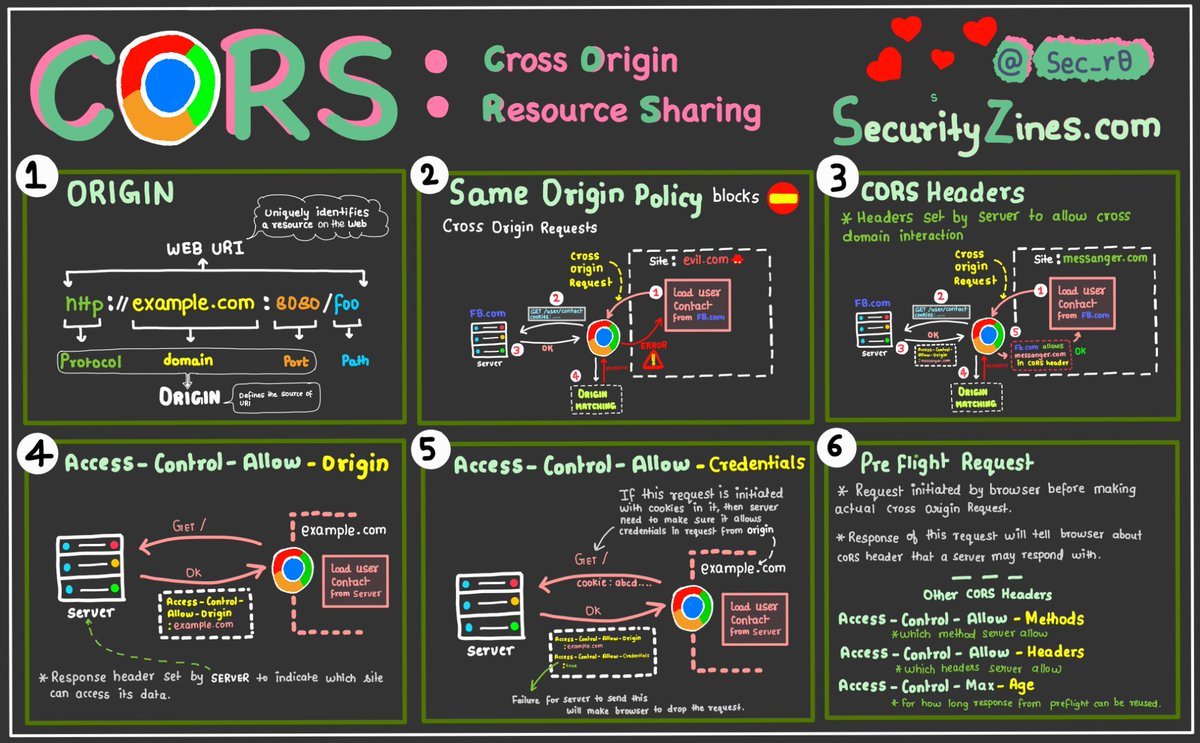 CORS : Cross Origin
: Resource Sharing
@ Sec_r0
SecurityZines.com
1 ORIGIN
Uniquely identifies
a resource on the Web
WEB URI
http://example.com:8080/foo
Protocol domain Port Path
ORIGIN
Defines the source of
URI
2 Same Origin Policy blocks
Cross Origin Requests
Cross
origin
Request
Site: evil.com
1
Load user
Contact
from FB.com
2
GET /user/contact
cookies:....
FB.com
server
3
OK
ERROR
4
ORIGIN
MATCHING
3 CORS Headers
* Headers set by server to allow cross
domain interaction
Cross
origin
Request
Site: messanger.com
1
Load user
Contact
from FB.com
2
GET /user/contact
cookies:....
FB.com
server
3
OK
Access-Control-
Allow-Origin
:messanger.com
5
Fb.com allows
messanger.com
in CORS header
OK
4
ORIGIN
MATCHING
4 Access-Control-Allow-Origin
Get /
example.com
OK
Load user
Contact
from Server
server
Access-Control-
Allow-Origin
:example.com
* Response header set by SERVER to indicate which site
can access its data.
5 Access-Control-Allow-Credentials
If this request is initiated
with cookies in it, then server
need to make sure it allows
credentials in request from origin
Get /
cookie: abcd....
example.com
OK
Load user
Contact
from Server
Server
Access-Control-Allow-Origin
:example.com
Access-Control-Allow-Credentials
:true
Failure for server to send this
will make browser to drop the request.
6 Pre flight Request
* Request initiated by browser before making
actual Cross Origin Request.
* Response of this request will tell browser about
CORS header that a server may respond with.
Other CORS Headers
Access-Control-Allow-Methods
*which method server allow
Access-Control-Allow-Headers
*which headers server allow
Access-Control-Max-Age
*for how long response from preflight can be reused.